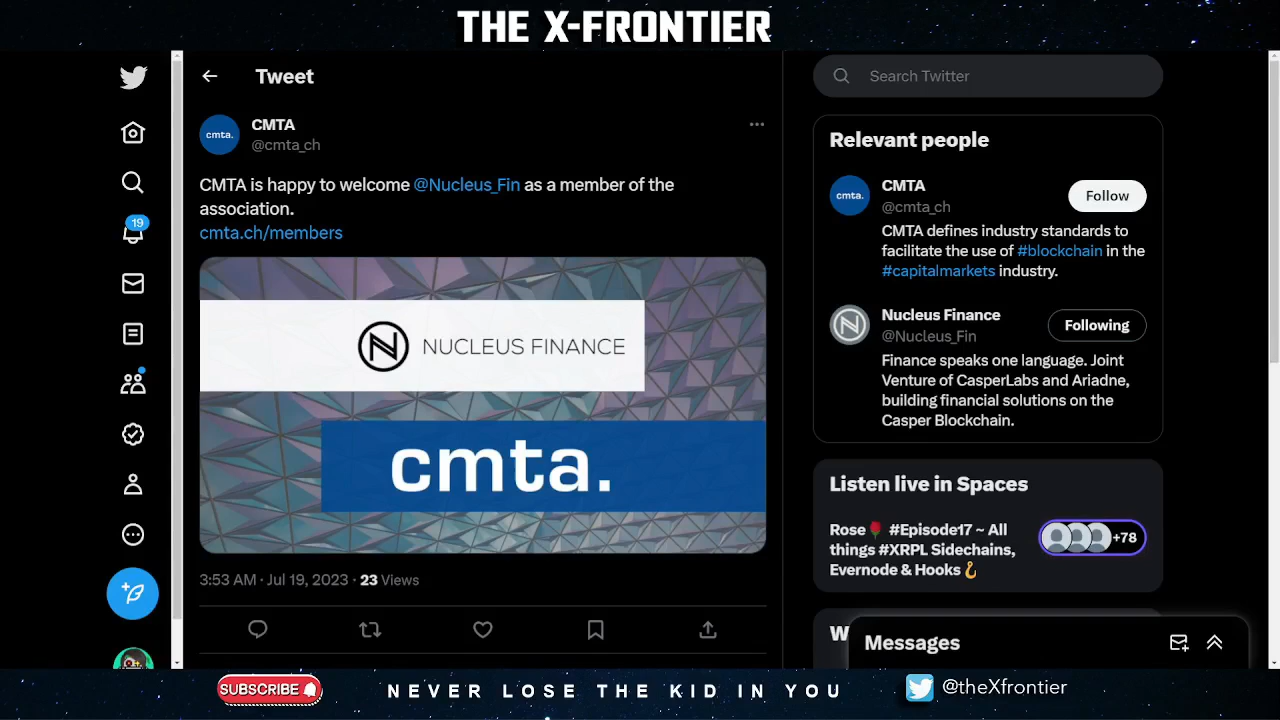 THE X-FRONTIER
Tweet
cmta.
CMTA
@cmta_ch
CMTA is happy to welcome @Nucleus_Fin as a member of the
association.
cmta.ch/members
NUCLEUS FINANCE
cmta.
3:53 AM · Jul 19, 2023 · 23 Views
19
Search Twitter
Relevant people
cmta.
CMTA
@cmta_ch
Follow
CMTA defines industry standards to
facilitate the use of #blockchain in the
#capitalmarkets industry.
Nucleus Finance
@Nucleus_Fin
Following
Finance speaks one language. Joint
Venture of CasperLabs and Ariadne,
building financial solutions on the
Casper Blockchain.
Listen live in Spaces
Rose🌹 #Episode17 ~ All
things #XRPL Sidechains,
Evernode & Hooks🪝
+78
W
Messages
SUBSCRIBE
NEVER LOSE THE KID IN YOU
@theXfrontier